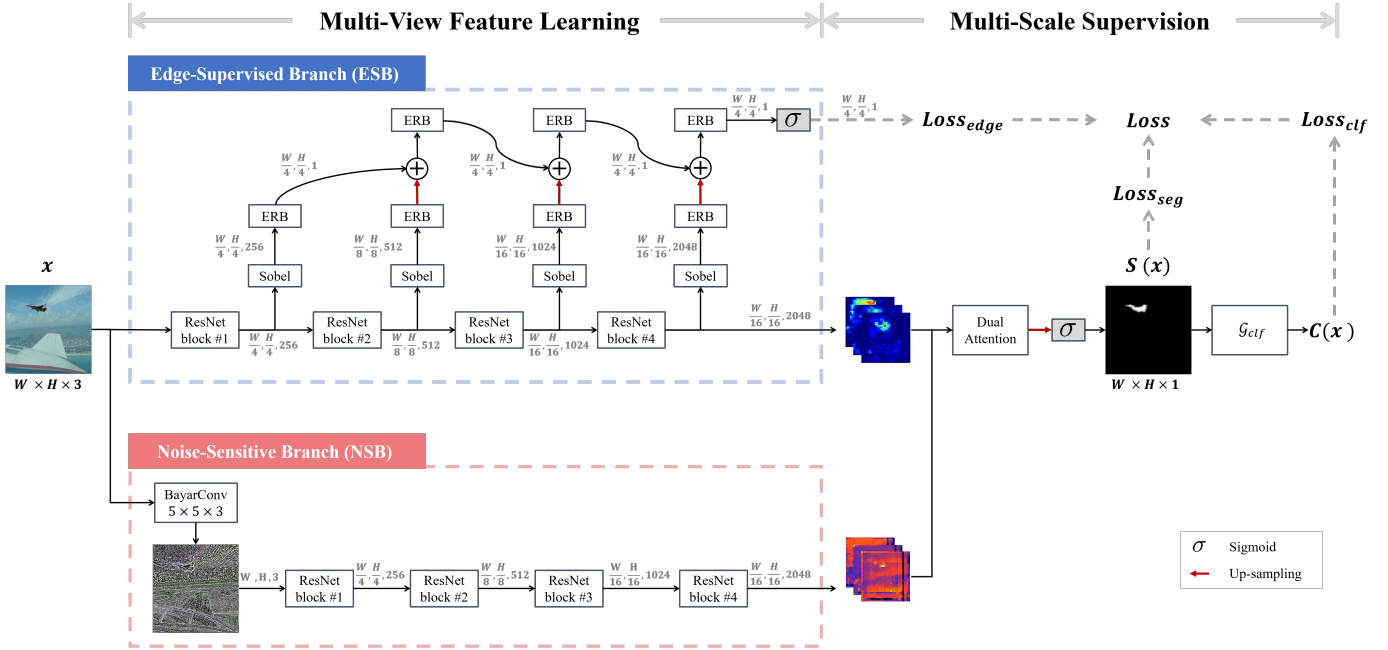 Multi-View Feature Learning
Multi-Scale Supervision
Edge-Supervised Branch (ESB)
ERB
ERB
ERB
W/4, H/4, 1
σ
W/4, H/4, 1
Loss_edge
Loss
Loss_clf
W/4, H/4, 1
+
W/4, H/4, 1
+
W/4, H/4, 1
+
Loss_seg
ERB
ERB
ERB
ERB
W/4, H/4, 256
W/8, H/8, 512
W/16, H/16, 1024
W/16, H/16, 2048
Sobel
Sobel
Sobel
Sobel
x
S(x)
ResNet
block #1
W/4, H/4, 256
ResNet
block #2
W/8, H/8, 512
ResNet
block #3
W/16, H/16, 1024
ResNet
block #4
W/16, H/16, 2048
Dual
Attention
σ
G_clf
C(x)
W × H × 3
W × H × 1
Noise-Sensitive Branch (NSB)
BayarConv
5 × 5 × 3
W, H, 3
ResNet
block #1
W/4, H/4, 256
ResNet
block #2
W/8, H/8, 512
ResNet
block #3
W/16, H/16, 1024
ResNet
block #4
W/16, H/16, 2048
σ Sigmoid
Up-sampling